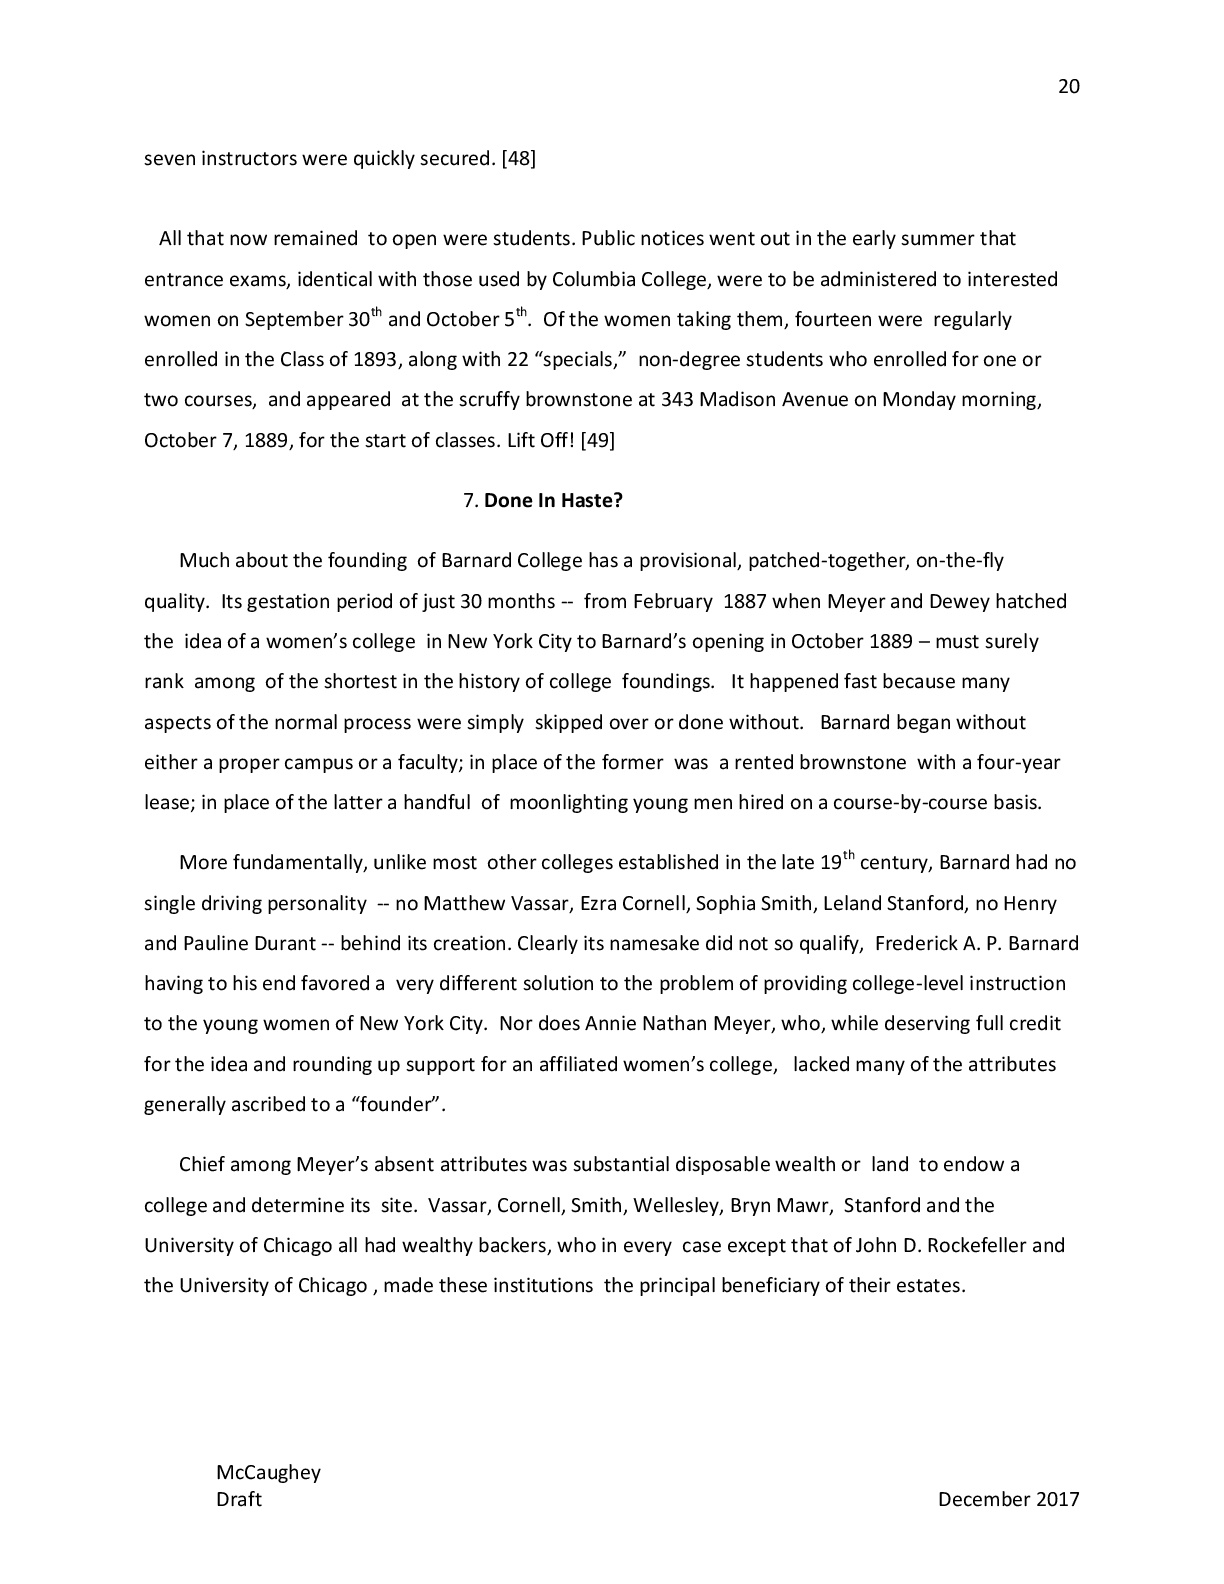 20
seven instructors were quickly secured. [48]
All that now remained to open were students. Public notices went out in the early summer that
entrance exams, identical with those used by Columbia College, were to be administered to interested
women on September 30th and October 5th. Of the women taking them, fourteen were regularly
enrolled in the Class of 1893, along with 22 “specials,” non-degree students who enrolled for one or
two courses, and appeared at the scruffy brownstone at 343 Madison Avenue on Monday morning,
October 7, 1889, for the start of classes. Lift Off! [49]
7. Done In Haste?
Much about the founding of Barnard College has a provisional, patched-together, on-the-fly
quality. Its gestation period of just 30 months -- from February 1887 when Meyer and Dewey hatched
the idea of a women’s college in New York City to Barnard’s opening in October 1889 – must surely
rank among of the shortest in the history of college foundings. It happened fast because many
aspects of the normal process were simply skipped over or done without. Barnard began without
either a proper campus or a faculty; in place of the former was a rented brownstone with a four-year
lease; in place of the latter a handful of moonlighting young men hired on a course-by-course basis.
More fundamentally, unlike most other colleges established in the late 19th century, Barnard had no
single driving personality -- no Matthew Vassar, Ezra Cornell, Sophia Smith, Leland Stanford, no Henry
and Pauline Durant -- behind its creation. Clearly its namesake did not so qualify, Frederick A. P. Barnard
having to his end favored a very different solution to the problem of providing college-level instruction
to the young women of New York City. Nor does Annie Nathan Meyer, who, while deserving full credit
for the idea and rounding up support for an affiliated women’s college, lacked many of the attributes
generally ascribed to a “founder”.
Chief among Meyer’s absent attributes was substantial disposable wealth or land to endow a
college and determine its site. Vassar, Cornell, Smith, Wellesley, Bryn Mawr, Stanford and the
University of Chicago all had wealthy backers, who in every case except that of John D. Rockefeller and
the University of Chicago , made these institutions the principal beneficiary of their estates.
McCaughey
Draft December 2017